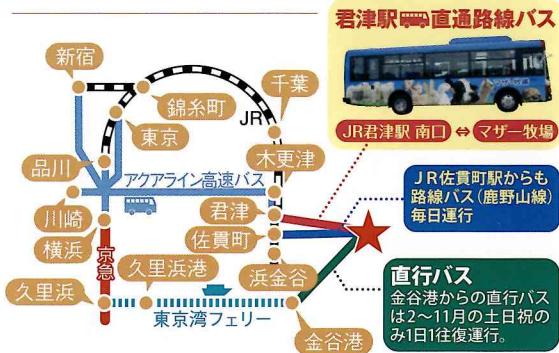 君津駅 直通路線バス
JR君津駅 南口 ⇔ マザー牧場
新宿
錦糸町
千葉
東京
JR
品川
木更津
アクアライン高速バス
川崎
君津
横浜
佐貫町
京急
久里浜港
浜金谷
久里浜
東京湾フェリー
金谷港
JR佐貫町駅からも
路線バス(鹿野山線)
毎日運行
直行バス
金谷港からの直行バス
は2〜11月の土日祝の
み1日1往復運行。